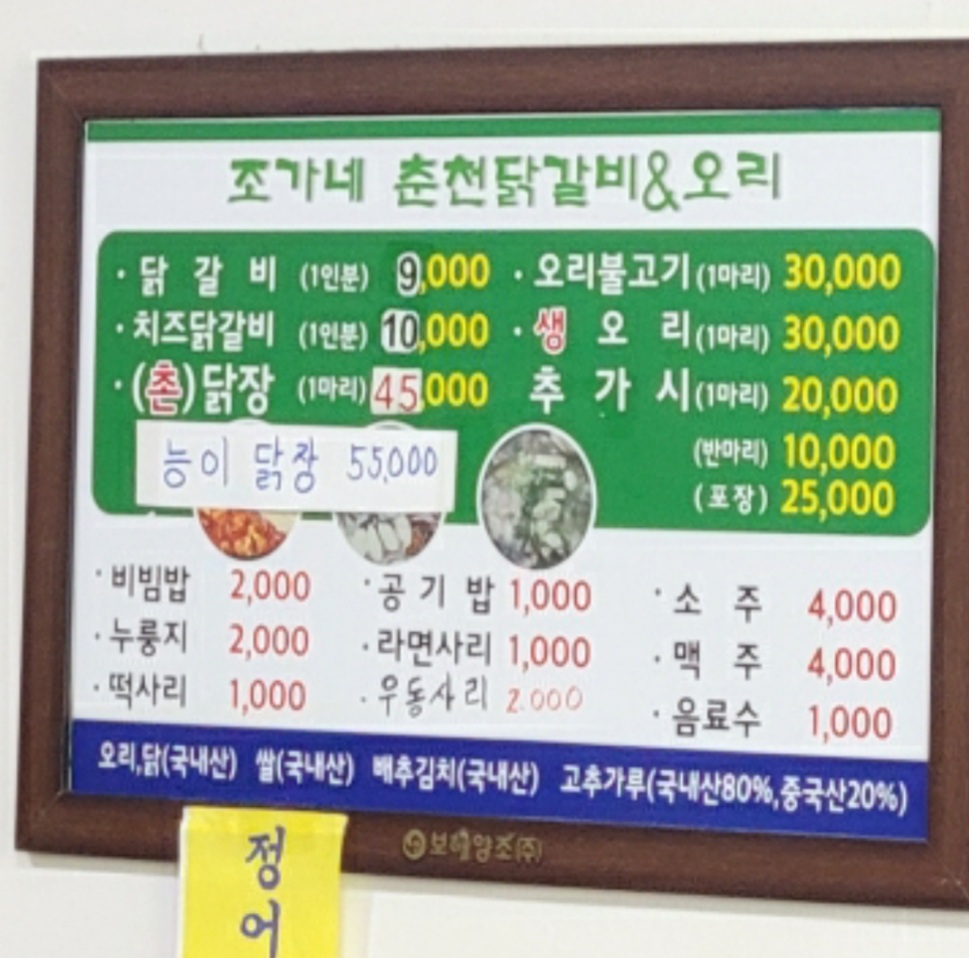 조가네 춘천닭갈비&오리
· 닭 갈 비 (1인분) 9,000
· 치즈닭갈비 (1인분) 10,000
· (촌)닭장 (1마리) 45,000
능이 닭장 55,000
· 오리불고기 (1마리) 30,000
· 생 오 리 (1마리) 30,000
추 가 시 (1마리) 20,000
(반마리) 10,000
(포장) 25,000
· 비빔밥 2,000
· 누룽지 2,000
· 떡사리 1,000
· 공 기 밥 1,000
· 라면사리 1,000
· 우동사리 2.000
· 소 주 4,000
· 맥 주 4,000
· 음료수 1,000
오리,닭(국내산) 쌀(국내산) 배추김치(국내산) 고추가루(국내산80%,중국산20%)
보해양조(주)
정
어